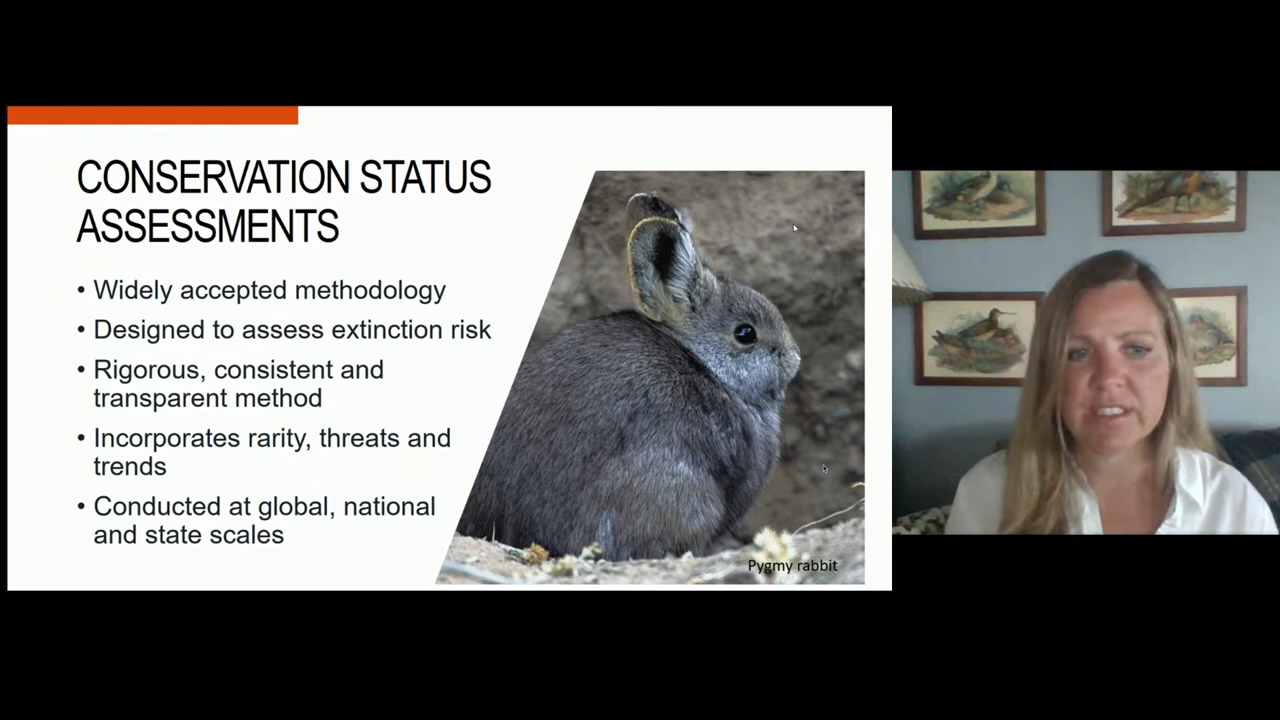 CONSERVATION STATUS
ASSESSMENTS
• Widely accepted methodology
• Designed to assess extinction risk
• Rigorous, consistent and
transparent method
• Incorporates rarity, threats and
trends
• Conducted at global, national
and state scales
Pygmy rabbit